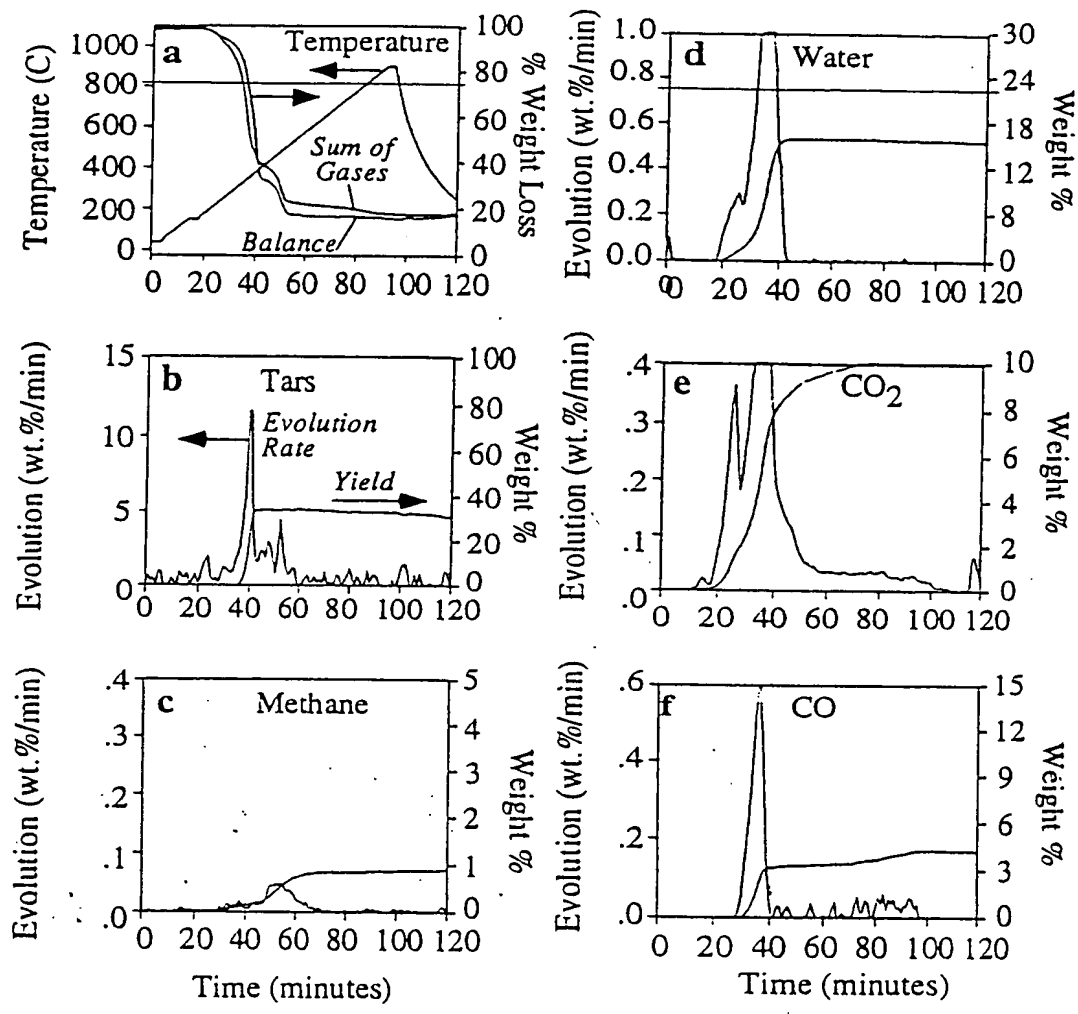 a
Temperature
Sum of
Gases
Balance
Temperature (C)
1000
800
600
400
200
0
100
80
60
40
20
0
% Weight Loss
0 20 40 60 80 100 120
d
Water
Evolution (wt.%/min)
1.0
0.8
0.6
0.4
0.2
0.0
30
24
18
15
8
0
Weight %
0 20 40 60 80 100 120
b
Tars
Evolution
Rate
Yield
Evolution (wt.%/min)
15
10
5
0
100
80
60
40
20
0
Weight %
0 20 40 60 80 100 120
e
CO2
Evolution (wt.%/min)
.4
.3
.2
.1
.0
10
8
6
4
2
0
Weight %
0 20 40 60 80 100 120
c
Methane
Evolution (wt.%/min)
.4
.3
.2
.1
.0
5
4
3
2
1
0
Weight %
0 20 40 60 80 100 120
Time (minutes)
f
CO
Evolution (wt.%/min)
.6
.4
.2
.0
15
12
9
6
3
0
Weight %
0 20 40 60 80 100 120
Time (minutes)